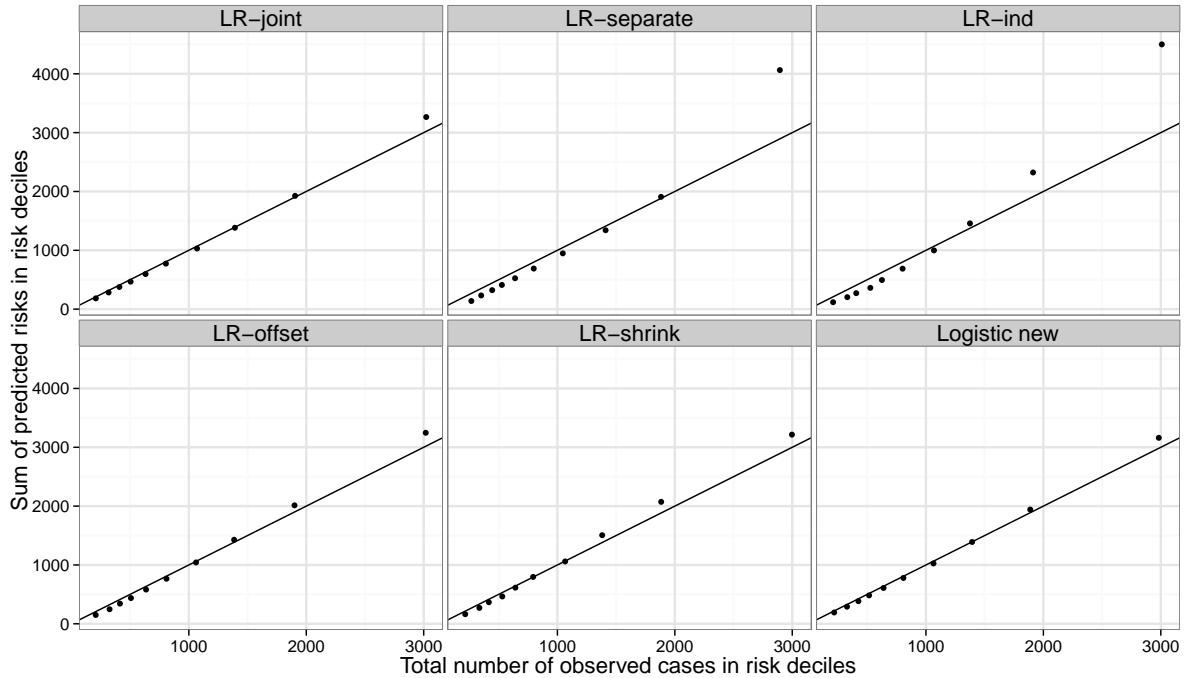 LR−joint LR−separate LR−ind
4000
3000
2000
1000
0
LR−offset LR−shrink Logistic new
4000
3000
2000
1000
0
1000 2000 3000 1000 2000 3000 1000 2000 3000
Total number of observed cases in risk deciles
Sum of predicted risks in risk deciles